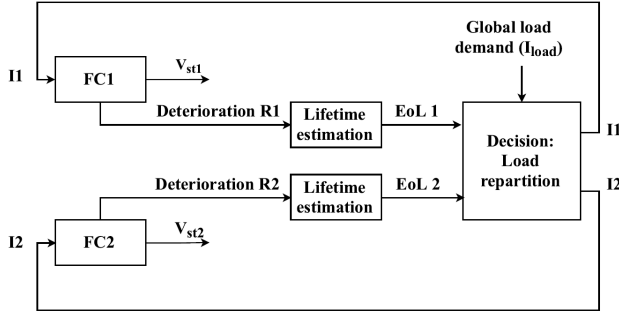 Global load
demand (Iload)
I1
FC1
Vst1
Deterioration R1
Lifetime
estimation
EoL 1
Decision:
Load
repartition
I1
I2
Deterioration R2
Lifetime
estimation
EoL 2
I2
FC2
Vst2